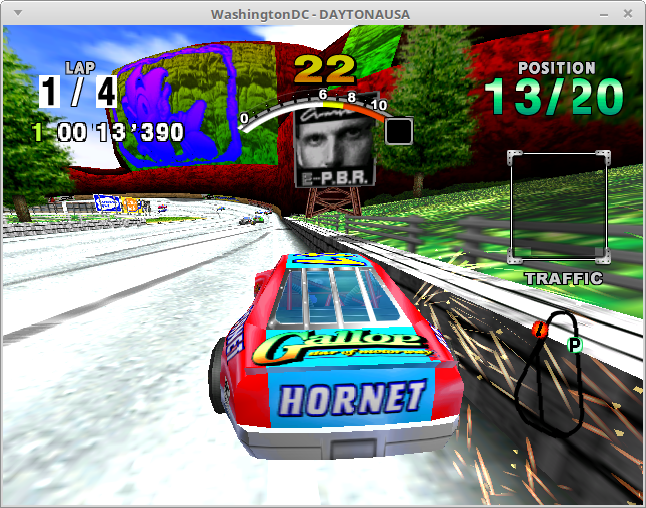 WashingtonDC - DAYTONAUSA
LAP
1 / 4
1 00 13'390
22
0 6 8 10
P.B.R.
POSITION
13/20
TRAFFIC
P
Gallop
HORNET